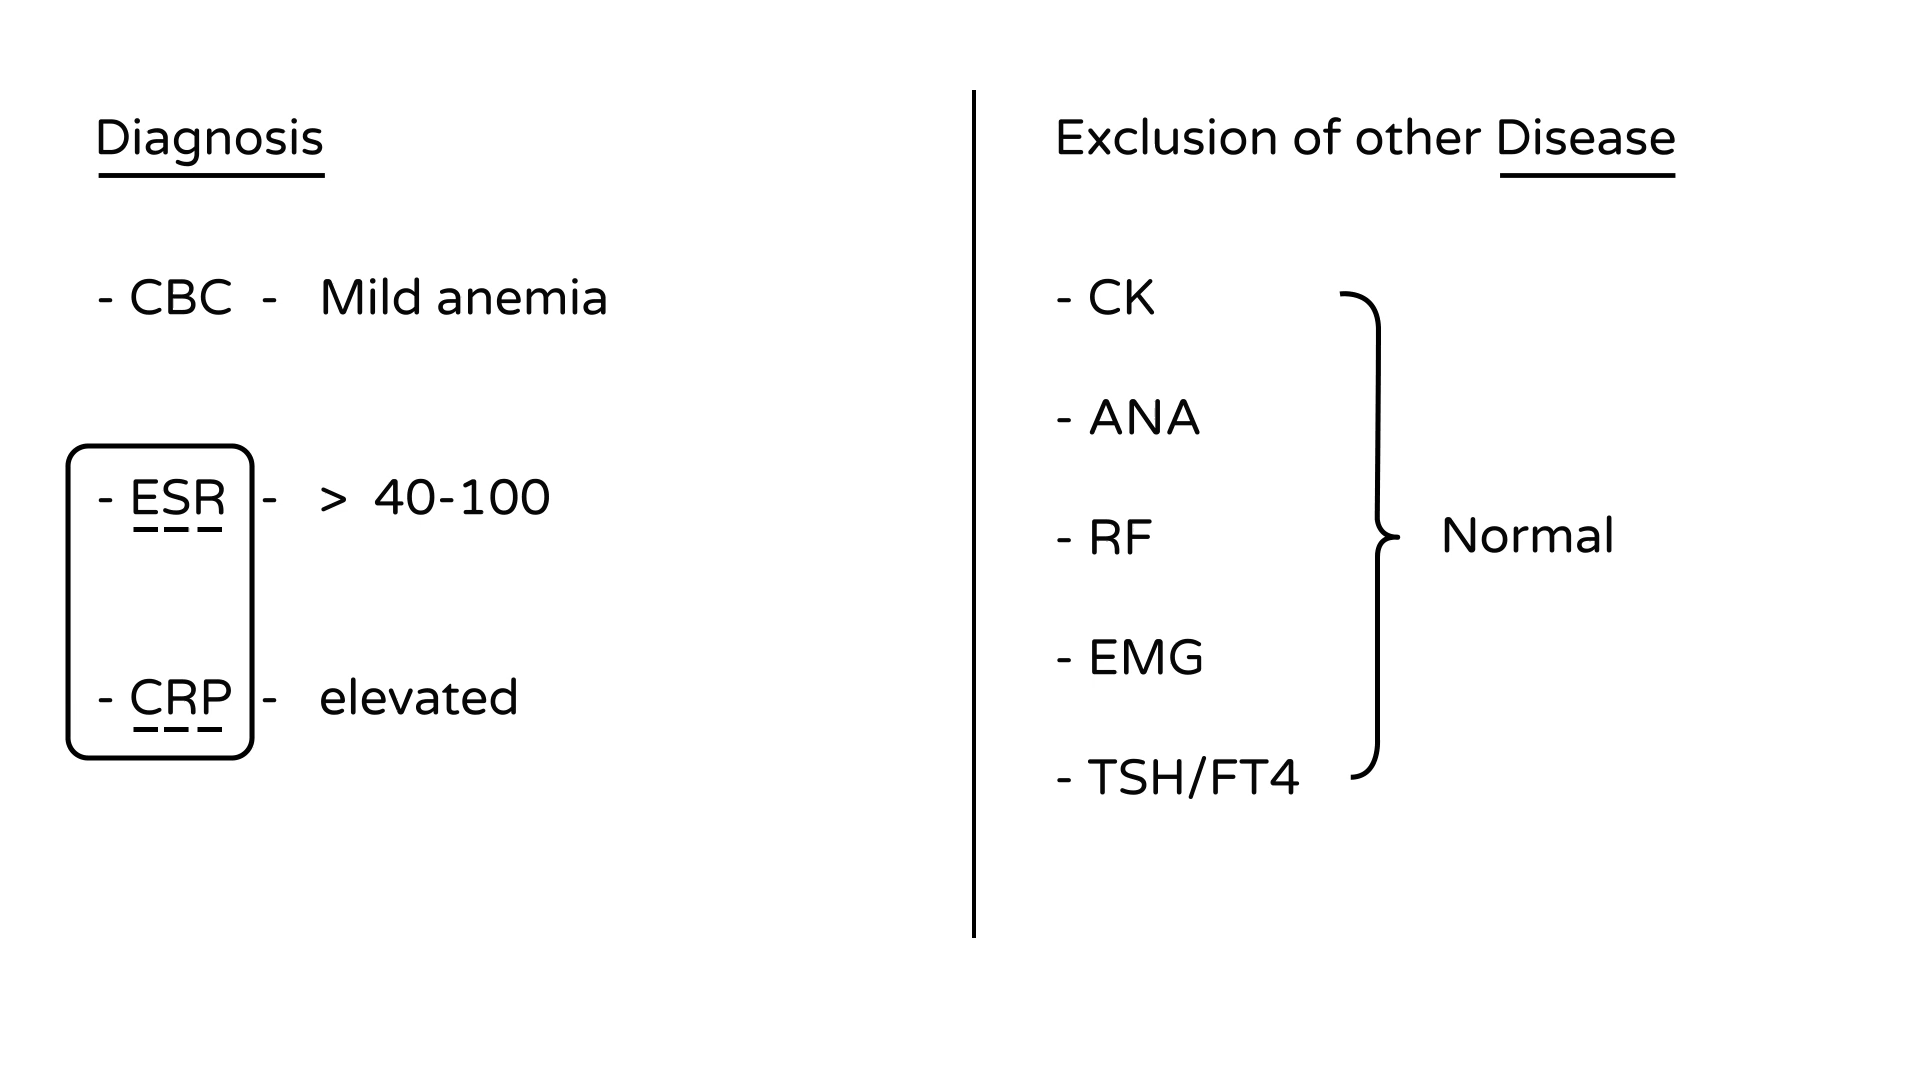 Diagnosis
- CBC - Mild anemia
- ESR - > 40-100
- CRP - elevated
Exclusion of other Disease
- CK
- ANA
- RF
- EMG
- TSH/FT4
Normal